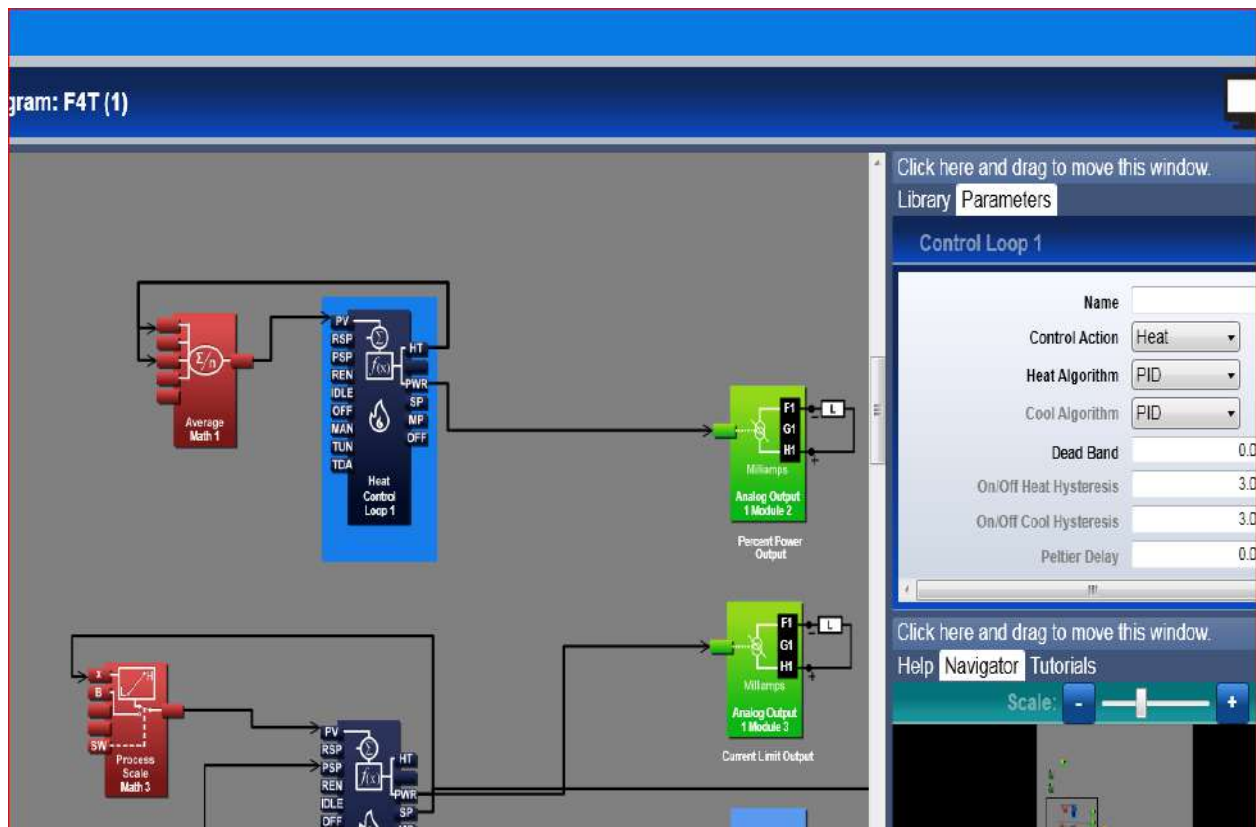 gram: F4T (1)
Click here and drag to move this window.
Library Parameters
Control Loop 1
Name
Control Action Heat
Heat Algorithm PID
Cool Algorithm PID
Dead Band 0.0
On/Off Heat Hysteresis 3.0
On/Off Cool Hysteresis 3.0
Peltier Delay 0.0
Click here and drag to move this window.
Help Navigator Tutorials
Scale: - +
Σ/n
Average
Math 1
PV
RSP
PSP
REN
IDLE
OFF
MAN
TUN
TDA
Σ
f(x)
HT
PWR
SP
MP
OFF
Heat
Control
Loop 1
F1
G1
H1
L
Milliamps
Analog Output
1 Module 2
Percent Power
Output
F1
G1
H1
L
Milliamps
Analog Output
1 Module 3
Current Limit Output
B
H
SW
Process
Scale
Math 3
PV
RSP
PSP
REN
IDLE
OFF
Σ
f(x)
HT
PWR
SP